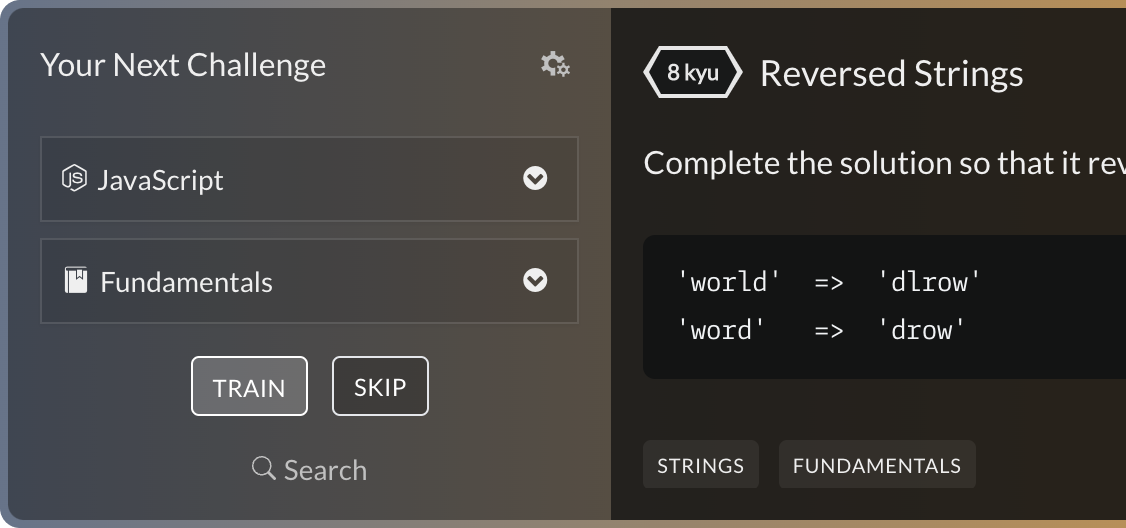 Your Next Challenge
JS JavaScript
Fundamentals
TRAIN SKIP
Search
8 kyu Reversed Strings
Complete the solution so that it
'world' => 'dlrow'
'word' => 'drow'
STRINGS FUNDAMENTALS